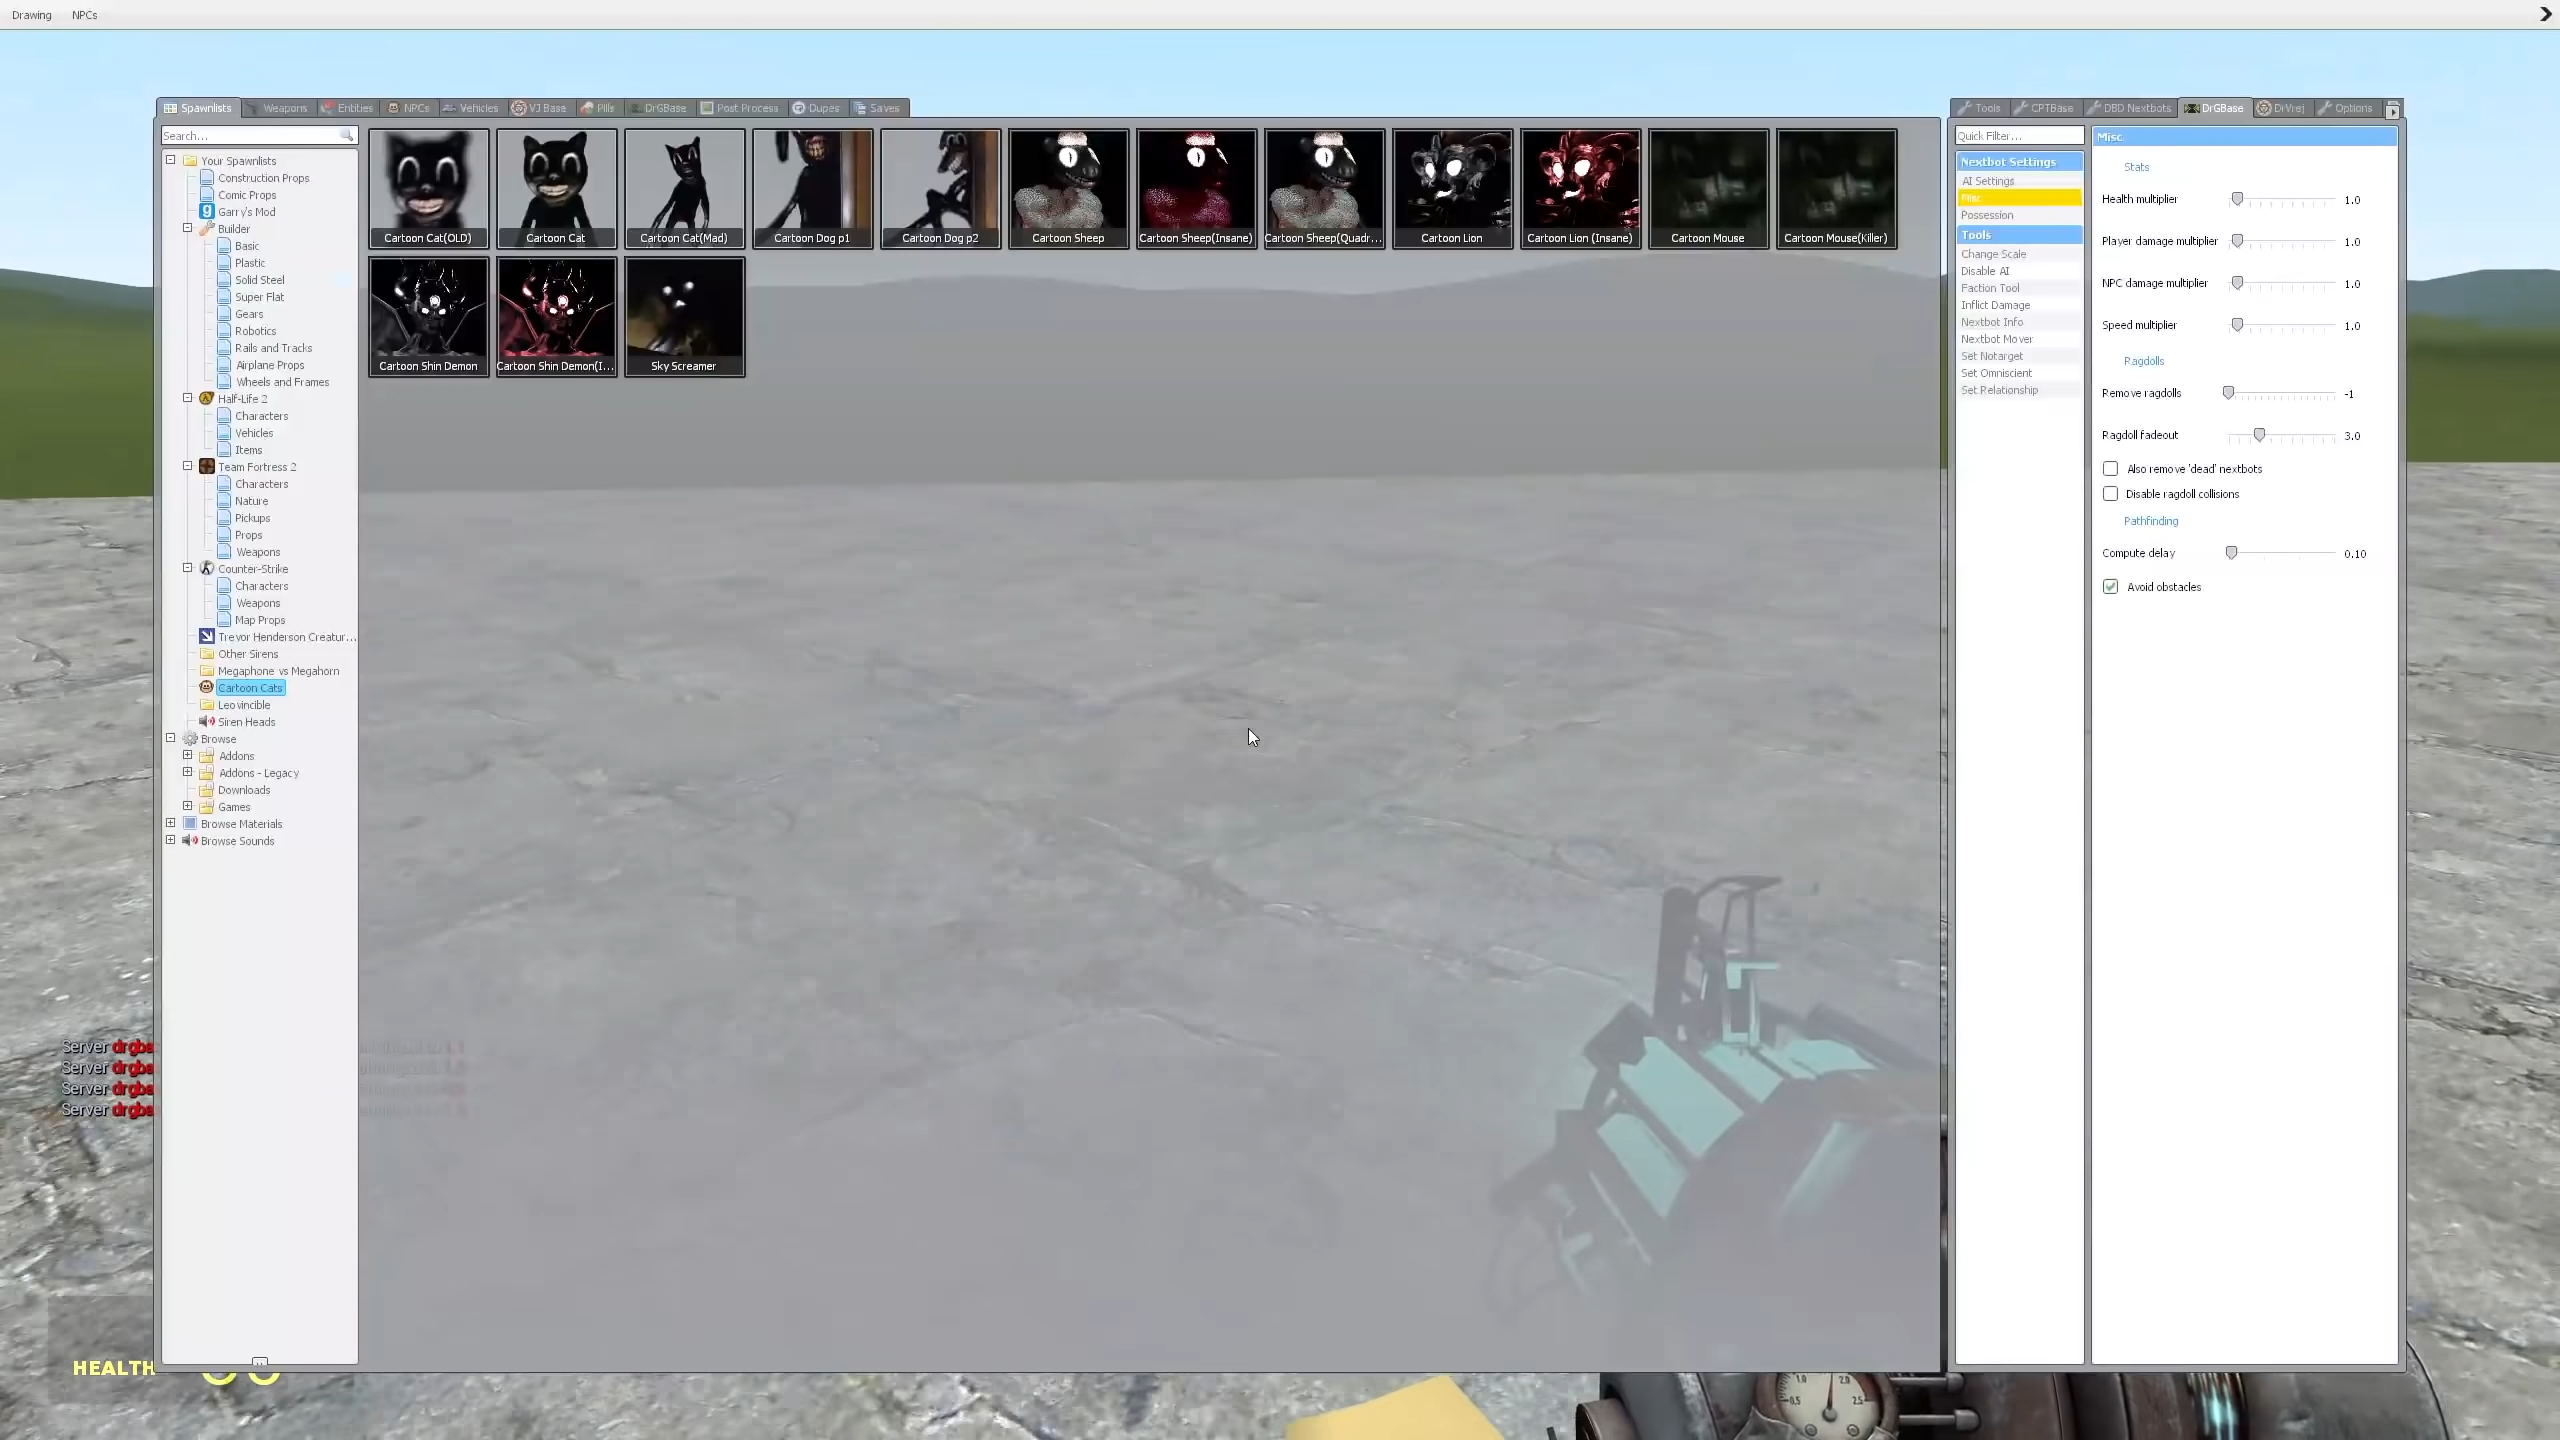 Drawing NPCs
Spawnlists Weapons Entities NPCs Vehicles VJ Base Pills DrGBase Post Process Dupes Saves
Search...
Your Spawnlists
Construction Props
Comic Props
Garry's Mod
Builder
Basic
Plastic
Solid Steel
Super Flat
Gears
Robotics
Rails and Tracks
Airplane Props
Wheels and Frames
Half-Life 2
Characters
Vehicles
Items
Team Fortress 2
Characters
Nature
Pickups
Props
Weapons
Counter-Strike
Characters
Weapons
Map Props
Trevor Henderson Creatur...
Other Sirens
Megaphone vs Megahorn
Cartoon Cats
Leovincible
Siren Heads
Browse
Addons
Addons - Legacy
Downloads
Games
Browse Materials
Browse Sounds
Cartoon Cat(OLD) Cartoon Cat Cartoon Cat(Mad) Cartoon Dog p1 Cartoon Dog p2 Cartoon Sheep Cartoon Sheep(Insane) Cartoon Sheep(Quadr... Cartoon Lion Cartoon Lion (Insane) Cartoon Mouse Cartoon Mouse(Killer)
Cartoon Shin Demon Cartoon Shin Demon(I... Sky Screamer
Tools CPTBase DBD Nextbots DrGBase DrVrej Options
Quick Filter...
Nextbot Settings
AI Settings
Misc
Possession
Tools
Change Scale
Disable AI
Faction Tool
Inflict Damage
Nextbot Info
Nextbot Mover
Set Notarget
Set Omniscient
Set Relationship
Misc.
Stats
Health multiplier 1.0
Player damage multiplier 1.0
NPC damage multiplier 1.0
Speed multiplier 1.0
Ragdolls
Remove ragdolls -1
Ragdoll fadeout 3.0
Also remove 'dead' nextbots
Disable ragdoll collisions
Pathfinding
Compute delay 0.10
Avoid obstacles
Server drgba
Server drgba
Server drgba
Server drgba
HEALTH